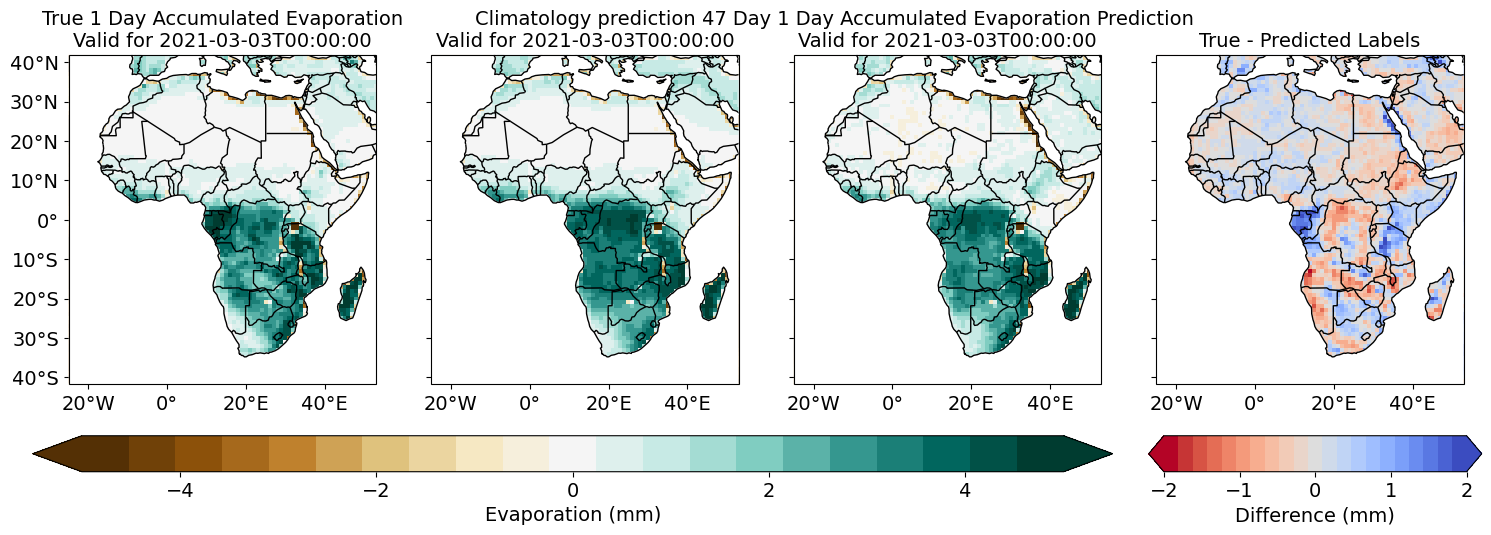 True 1 Day Accumulated Evaporation
Valid for 2021-03-03T00:00:00
Climatology prediction 47 Day 1 Day Accumulated Evaporation Prediction
Valid for 2021-03-03T00:00:00
Valid for 2021-03-03T00:00:00
True - Predicted Labels
40°N
30°N
20°N
10°N
0°
10°S
20°S
30°S
40°S
20°W 0° 20°E 40°E
20°W 0° 20°E 40°E
20°W 0° 20°E 40°E
20°W 0° 20°E 40°E
−4 −2 0 2 4
Evaporation (mm)
−2 −1 0 1 2
Difference (mm)